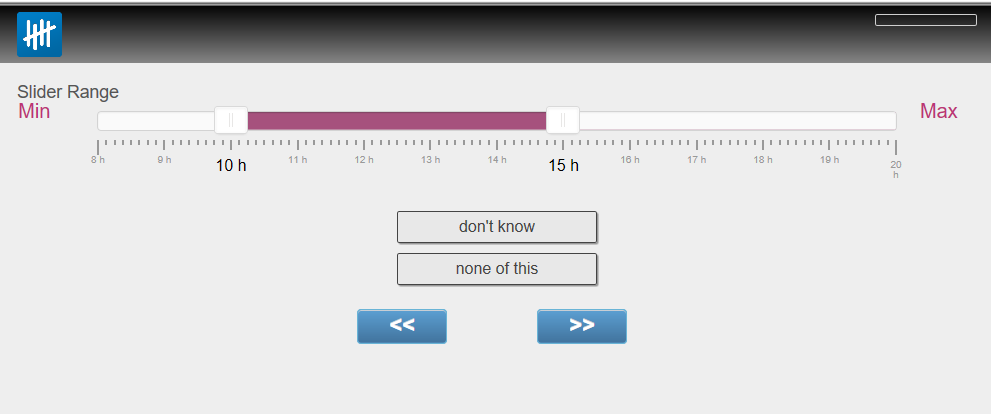 Slider Range
Min
Max
8 h 9 h 10 h 11 h 12 h 13 h 14 h 15 h 16 h 17 h 18 h 19 h 20
h
don't know
none of this
<< >>